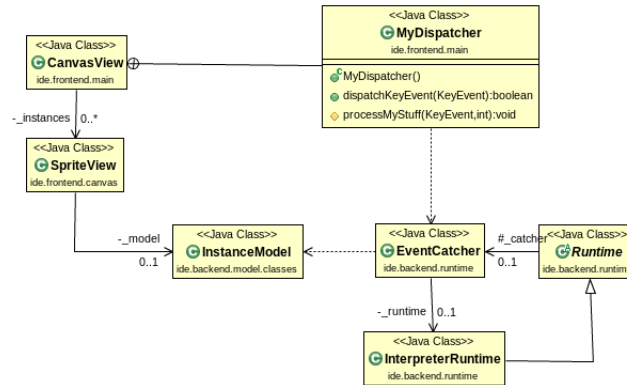 <<Java Class>>
CanvasView
ide.frontend.main
<<Java Class>>
MyDispatcher
ide.frontend.main
MyDispatcher()
dispatchKeyEvent(KeyEvent):boolean
processMyStuff(KeyEvent,int):void
-_instances
0..*
<<Java Class>>
SpriteView
ide.frontend.canvas
-_model
0..1
<<Java Class>>
InstanceModel
ide.backend.model.classes
<<Java Class>>
EventCatcher
ide.backend.runtime
#_catcher
0..1
<<Java Class>>
Runtime
ide.backend.runtime
-_runtime
0..1
<<Java Class>>
InterpreterRuntime
ide.backend.runtime